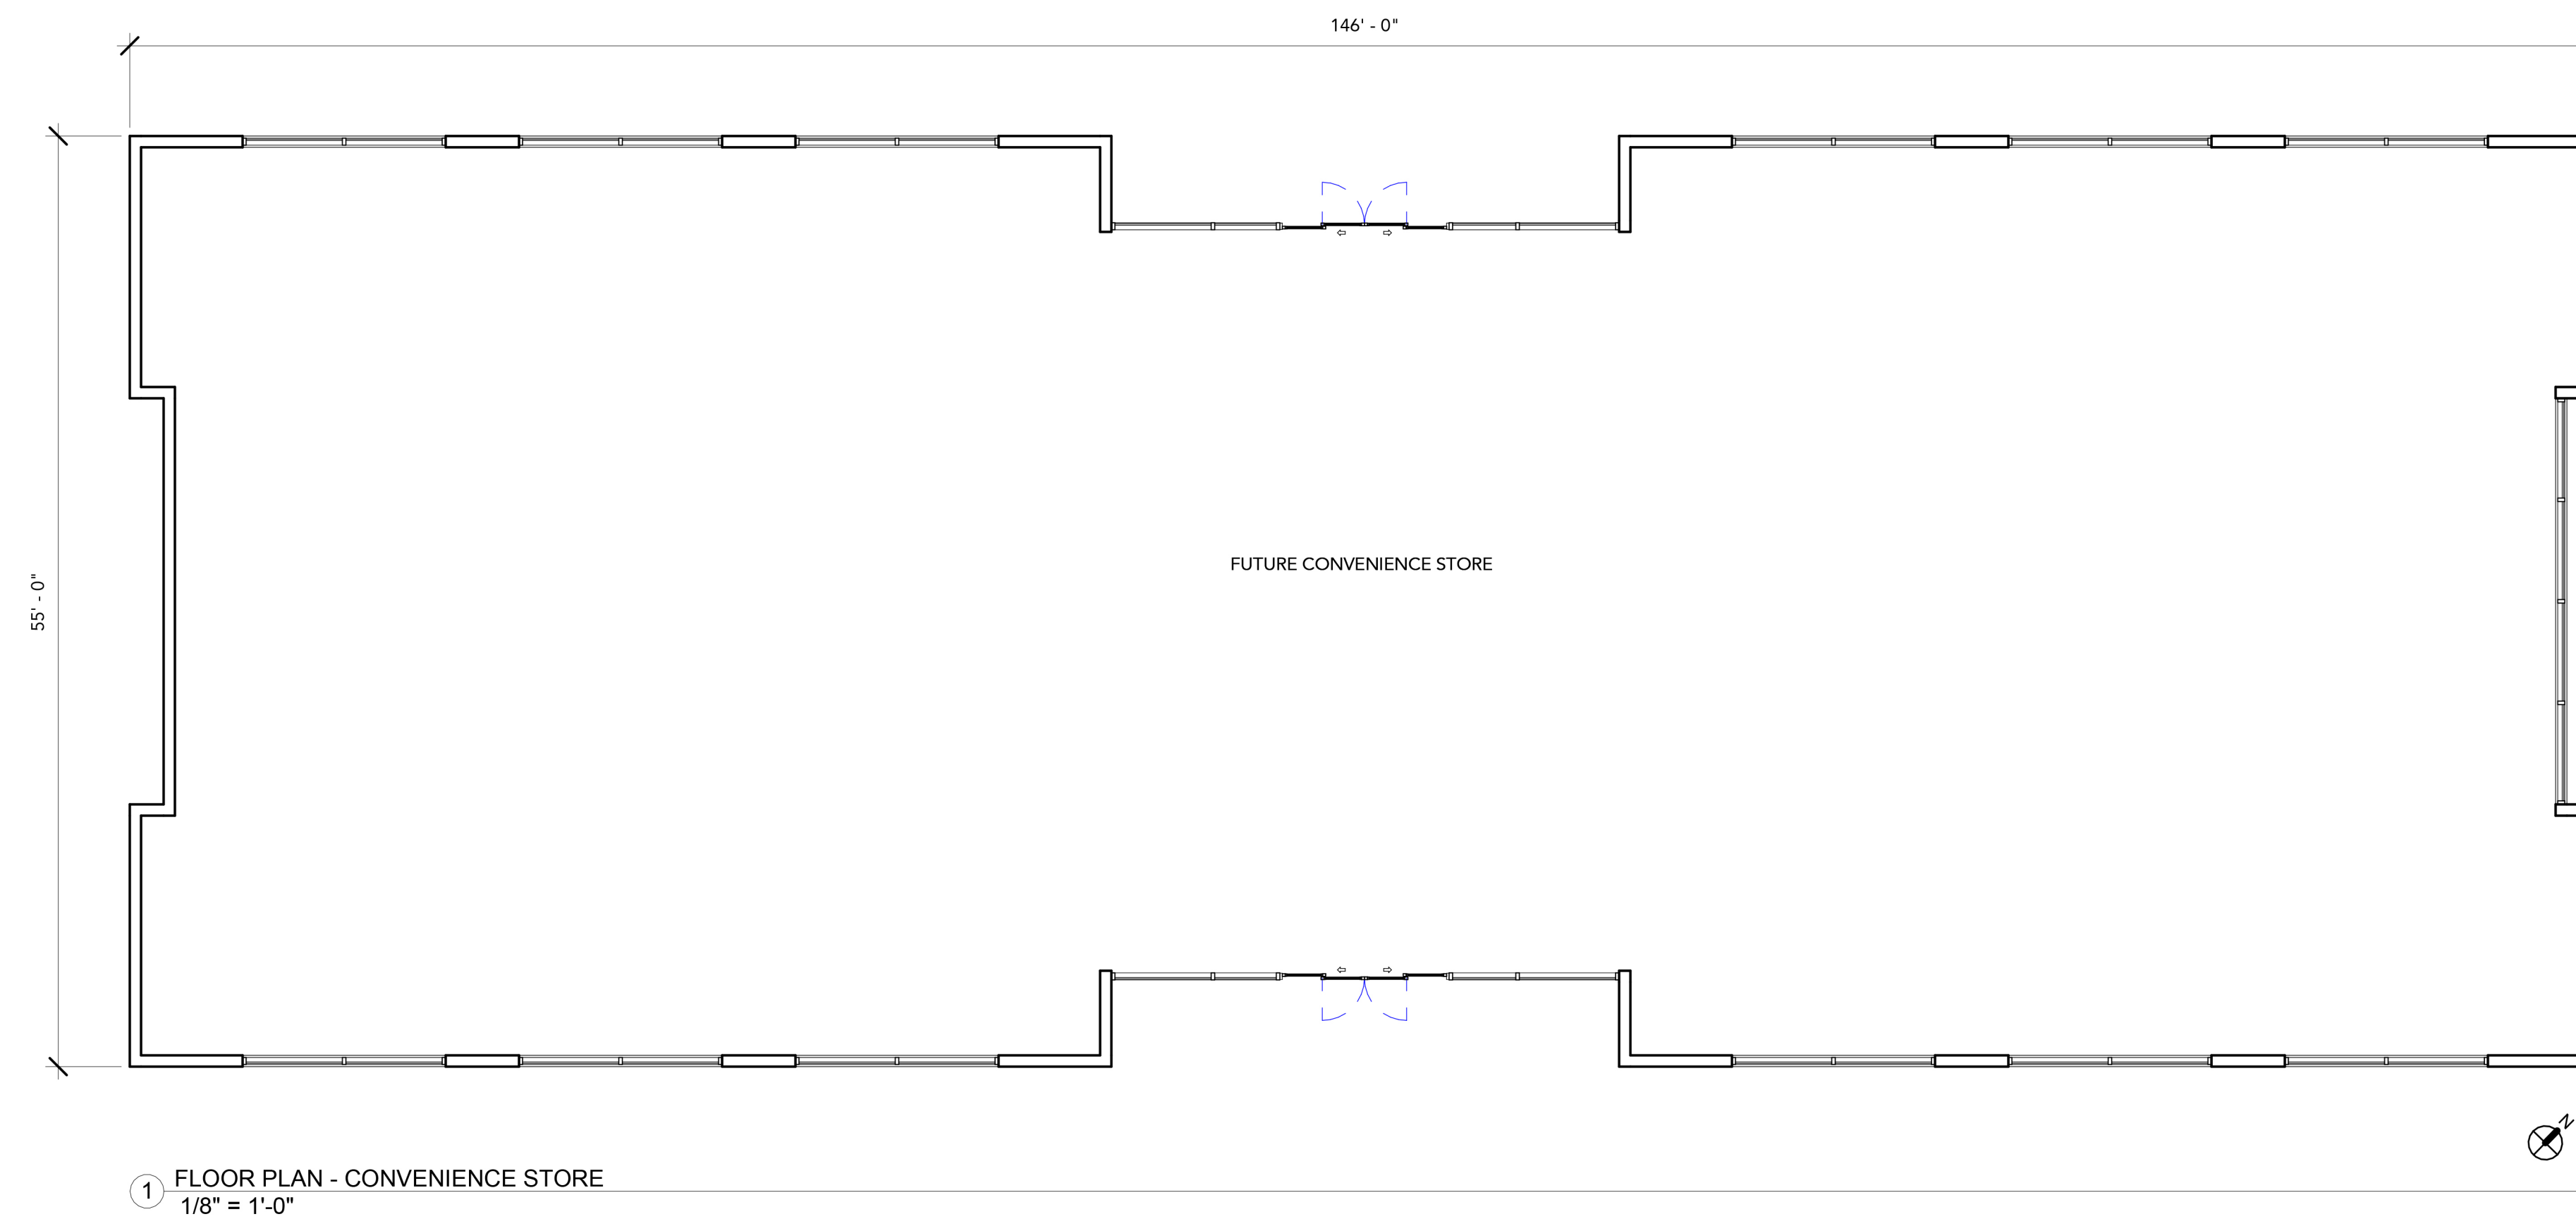 146' - 0"
55' - 0"
FUTURE CONVENIENCE STORE
N
1
FLOOR PLAN - CONVENIENCE STORE
1/8" = 1'-0"